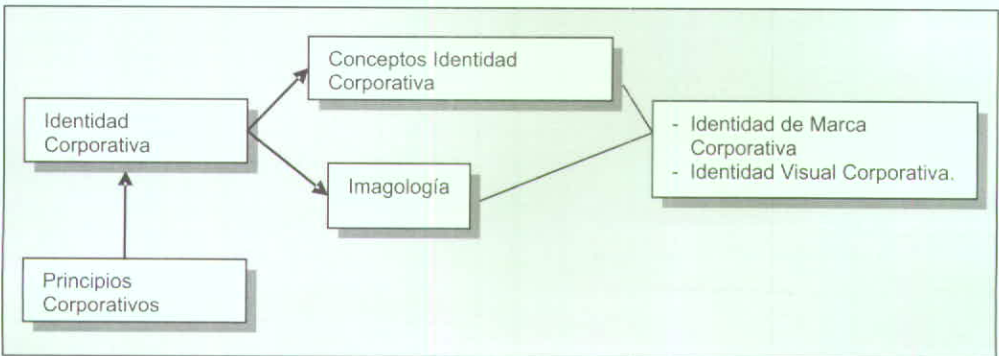 Conceptos Identidad
Corporativa
Identidad
Corporativa
- Identidad de Marca
Corporativa
- Identidad Visual Corporativa.
Imagología
Principios
Corporativos